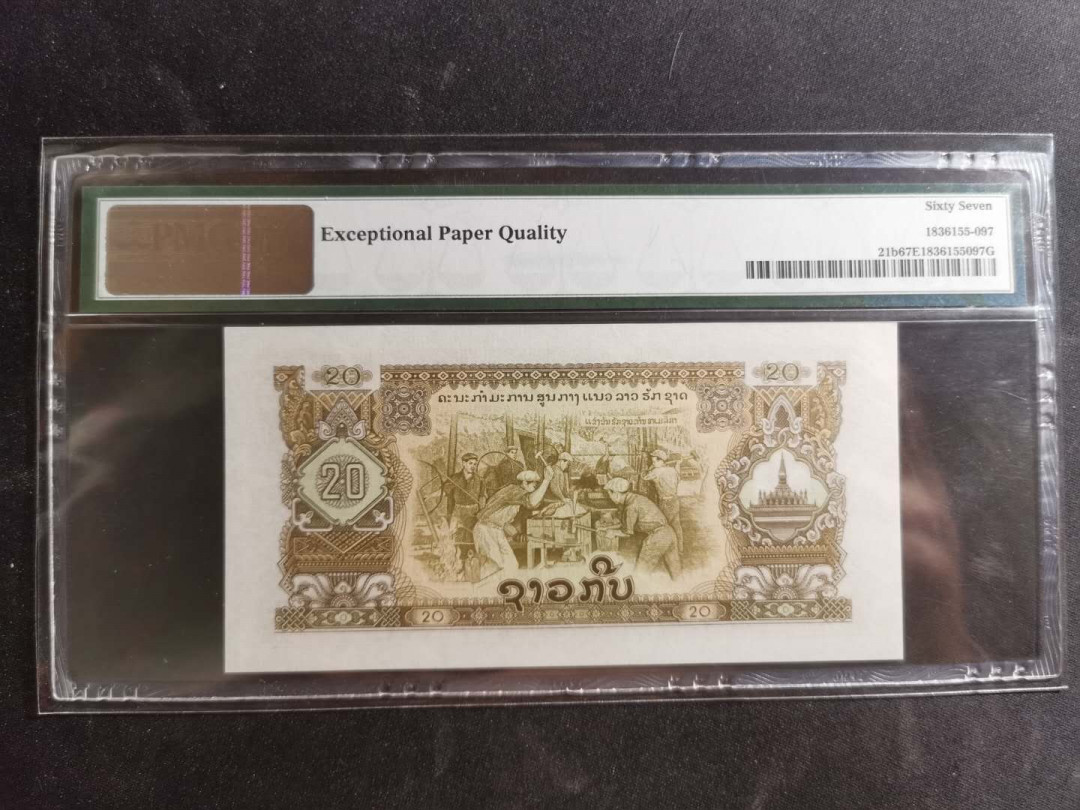 PMG
Exceptional Paper Quality
Sixty Seven
1836155-097
21b67E1836155097G
20
20
ຄະນະກຳມະການ ສູນກາງ ແນວ ລາວ ຮັກ ຊາດ
20
ຊາວກີບ
20
20